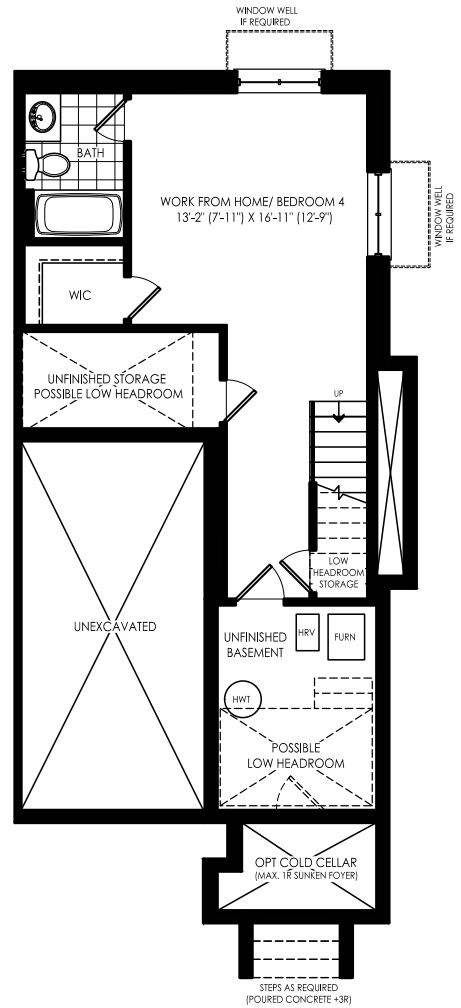 WINDOW WELL
IF REQUIRED
BATH
WORK FROM HOME/ BEDROOM 4
13'-2" (7'-11") X 16'-11" (12'-9")
WINDOW WELL
IF REQUIRED
WIC
UNFINISHED STORAGE
POSSIBLE LOW HEADROOM
UP
LOW
HEADROOM
STORAGE
UNEXCAVATED
UNFINISHED
BASEMENT
HRV
FURN
HWT
POSSIBLE
LOW HEADROOM
OPT COLD CELLAR
(MAX. 1R SUNKEN FOYER)
STEPS AS REQUIRED
(POURED CONCRETE +3R)